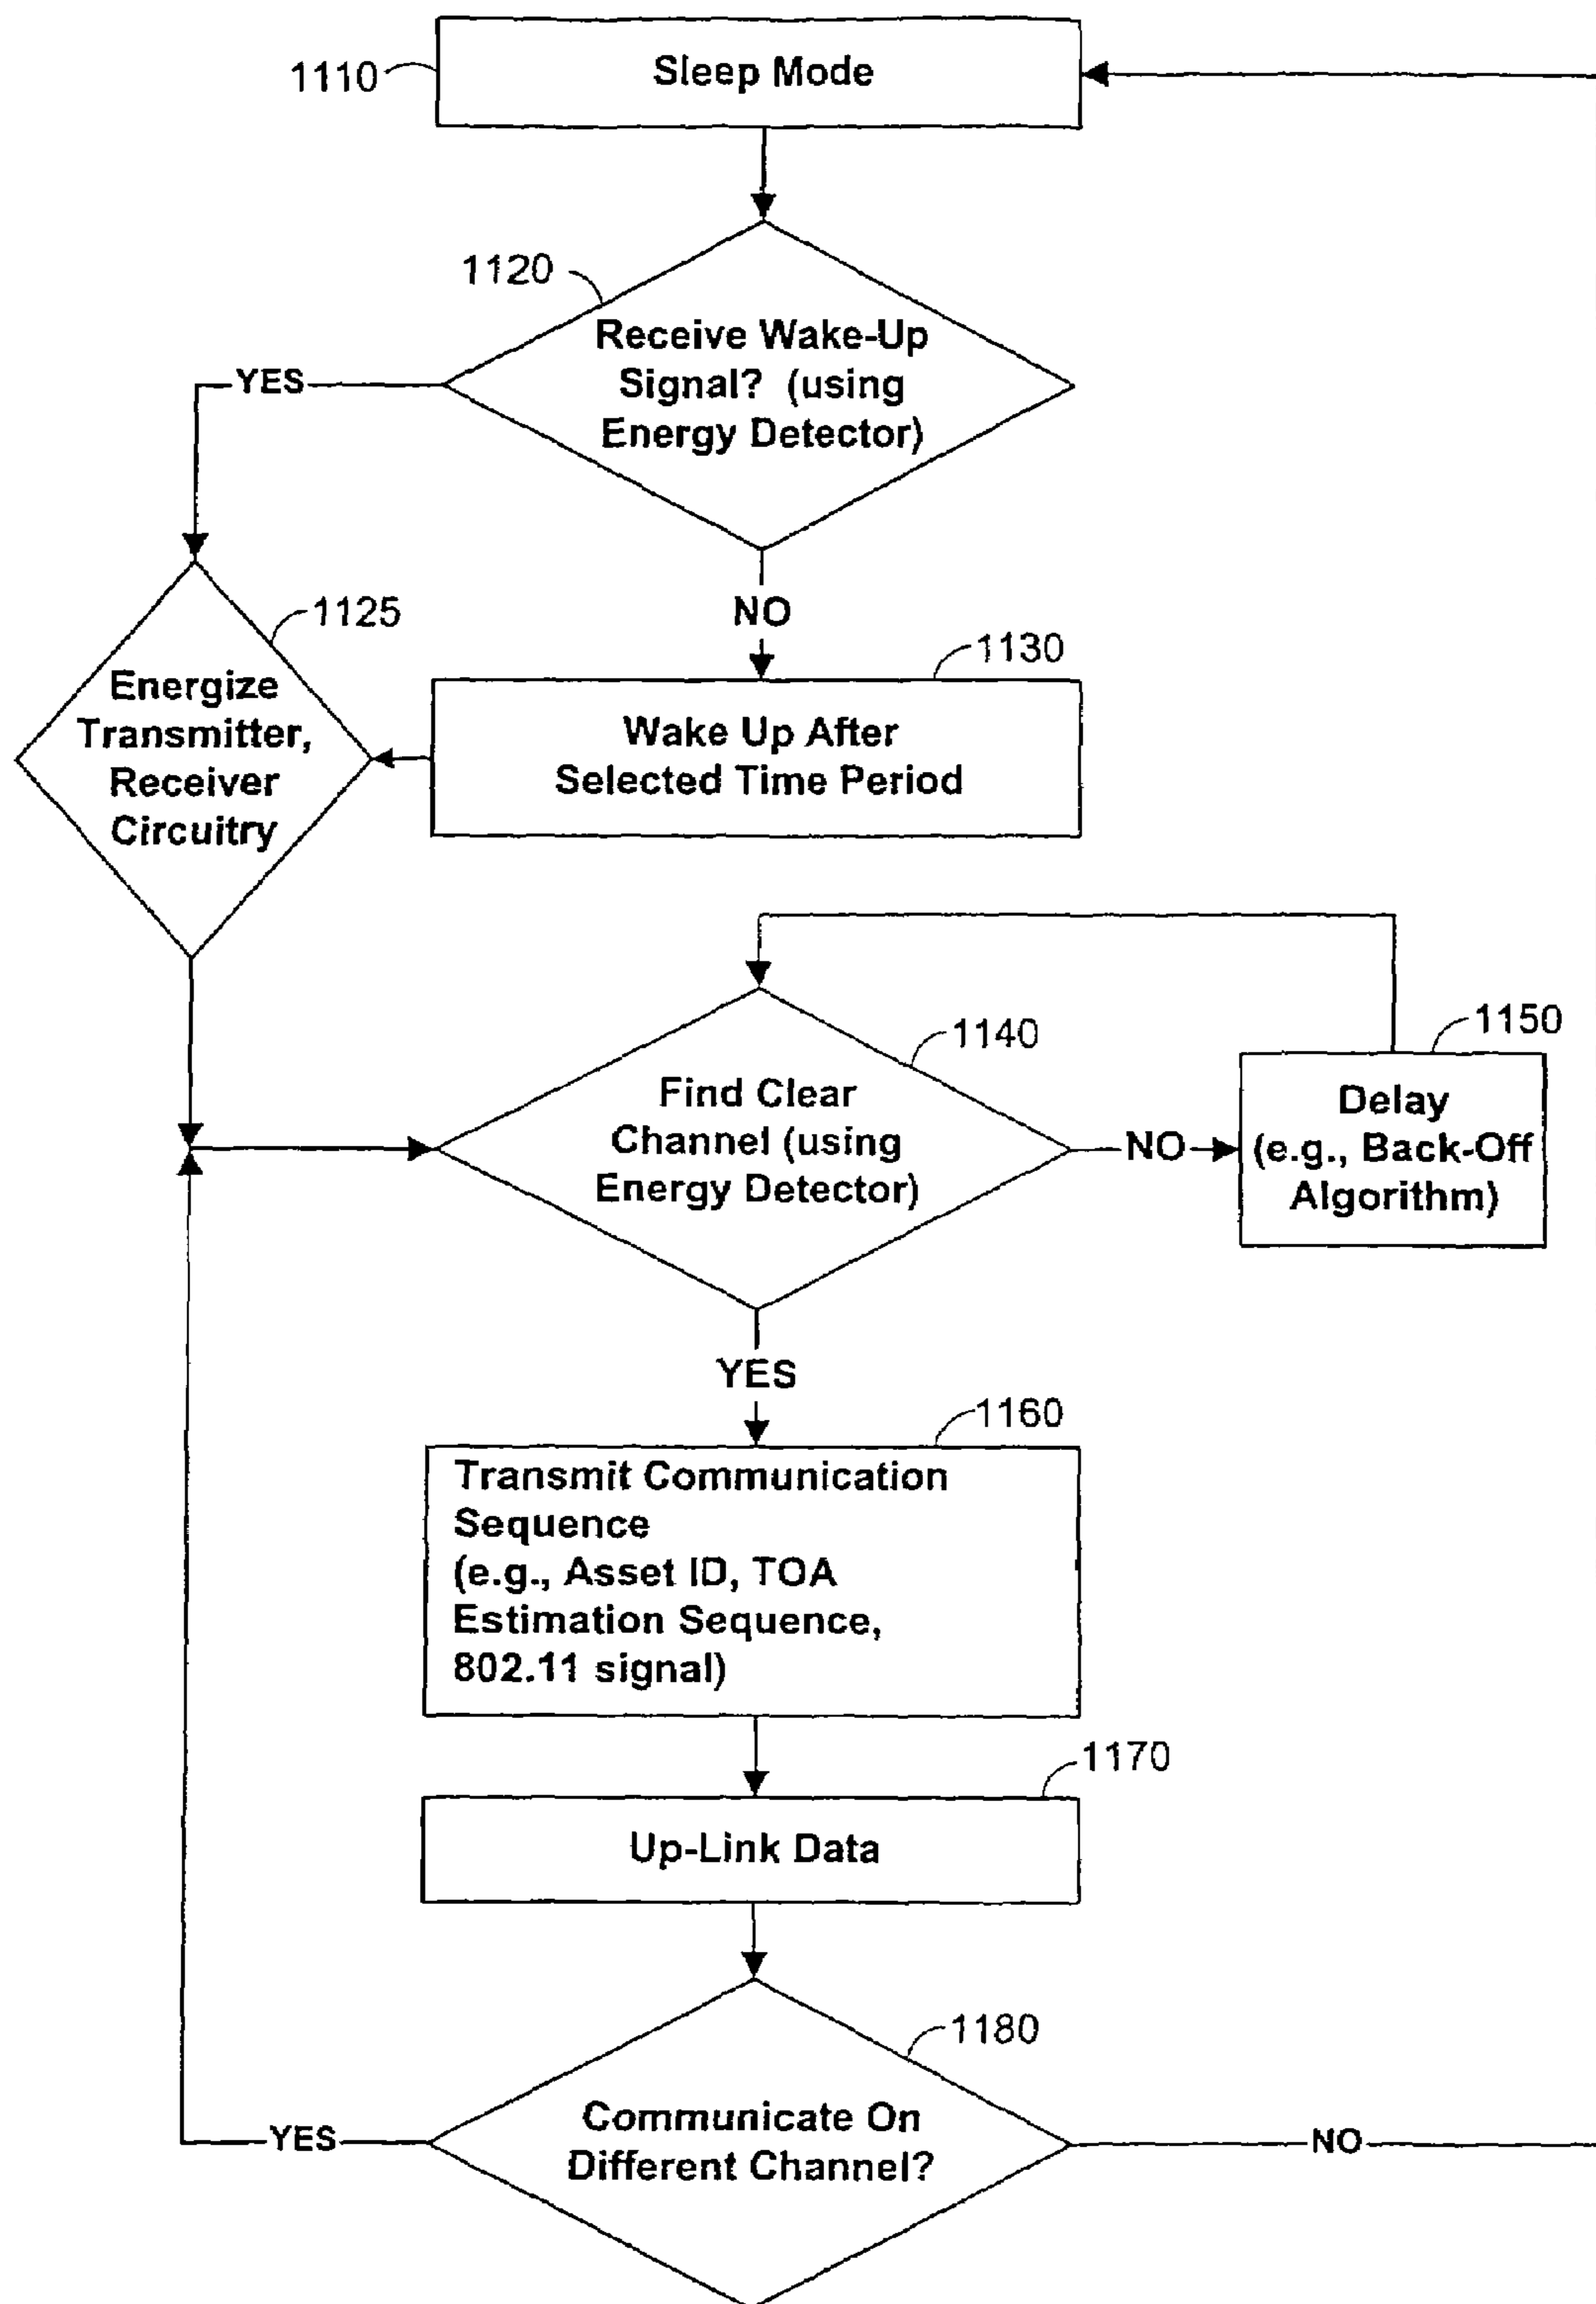 1110
Sleep Mode
1120
Receive Wake-Up
Signal? (using
Energy Detector)
YES
NO
1125
Energize
Transmitter,
Receiver
Circuitry
1130
Wake Up After
Selected Time Period
1140
Find Clear
Channel (using
Energy Detector)
NO
1150
Delay
(e.g., Back-Off
Algorithm)
YES
1160
Transmit Communication
Sequence
(e.g., Asset ID, TOA
Estimation Sequence,
802.11 signal)
1170
Up-Link Data
1180
Communicate On
Different Channel?
YES
NO